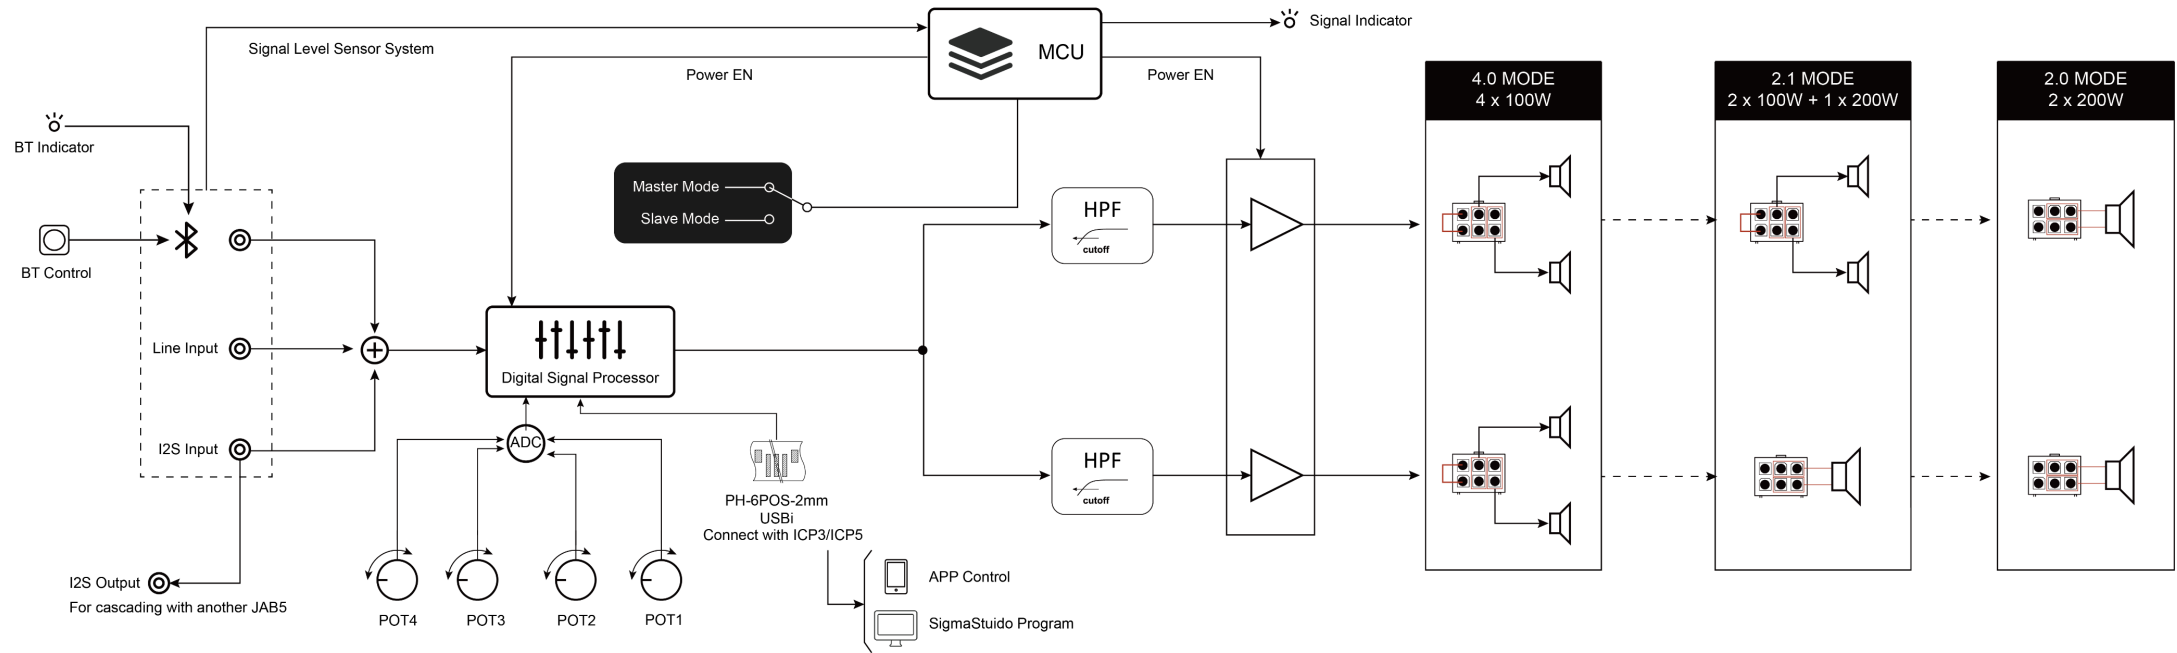 Signal Level Sensor System
MCU
Signal Indicator
Power EN
Power EN
4.0 MODE
4 x 100W
2.1 MODE
2 x 100W + 1 x 200W
2.0 MODE
2 x 200W
BT Indicator
Master Mode
Slave Mode
HPF
cutoff
BT Control
Line Input
Digital Signal Processor
I2S Input
ADC
HPF
cutoff
PH-6POS-2mm
USBi
Connect with ICP3/ICP5
I2S Output
For cascading with another JAB5
POT4
POT3
POT2
POT1
APP Control
SigmaStuido Program